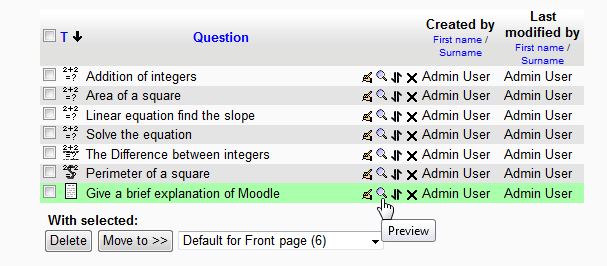 T Question Created by First name / Surname Last modified by First name / Surname
2+2 =? Addition of integers Admin User Admin User
2+2 =? Area of a square Admin User Admin User
2+2 =? Linear equation find the slope Admin User Admin User
2+2 =? Solve the equation Admin User Admin User
The Difference between integers Admin User Admin User
Perimeter of a square Admin User Admin User
Give a brief explanation of Moodle Admin User Admin User
With selected:
Delete Move to >> Default for Front page (6)
Preview